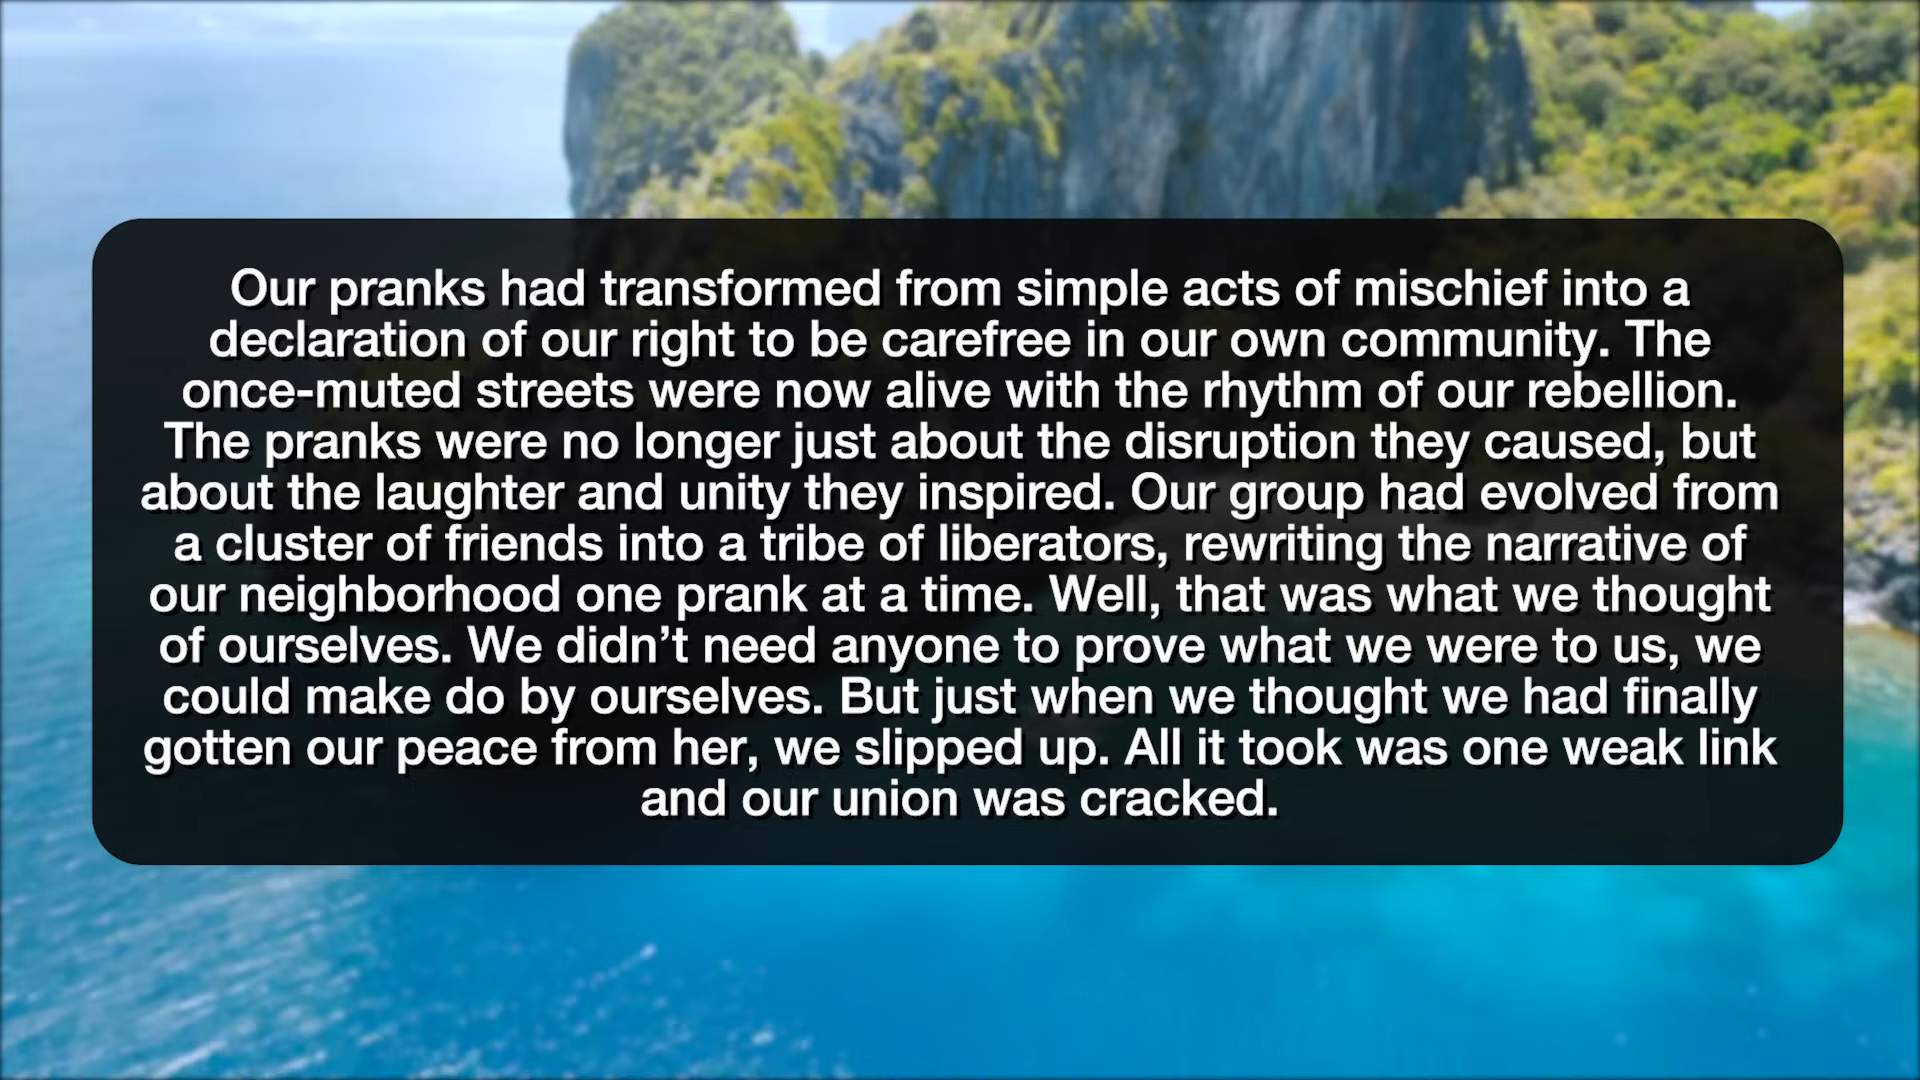 Our pranks had transformed from simple acts of mischief into a
declaration of our right to be carefree in our own community. The
once-muted streets were now alive with the rhythm of our rebellion.
The pranks were no longer just about the disruption they caused, but
about the laughter and unity they inspired. Our group had evolved from
a cluster of friends into a tribe of liberators, rewriting the narrative of
our neighborhood one prank at a time. Well, that was what we thought
of ourselves. We didn’t need anyone to prove what we were to us, we
could make do by ourselves. But just when we thought we had finally
gotten our peace from her, we slipped up. All it took was one weak link
and our union was cracked.